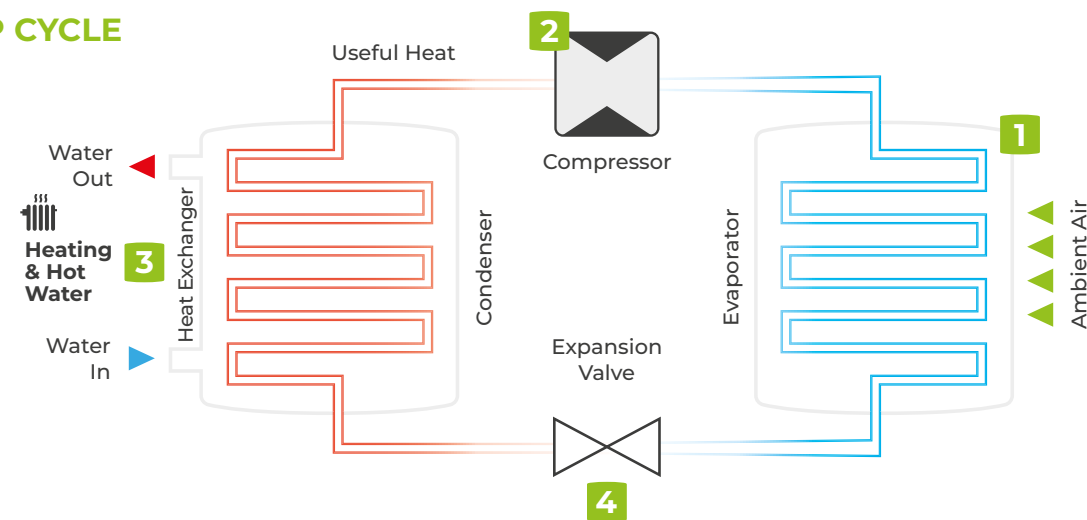 P CYCLE
2
Useful Heat
1
Compressor
Water
Out
Heating
& Hot
Water
3
Heat Exchanger
Condenser
Evaporator
Ambient Air
Water
In
Expansion
Valve
4